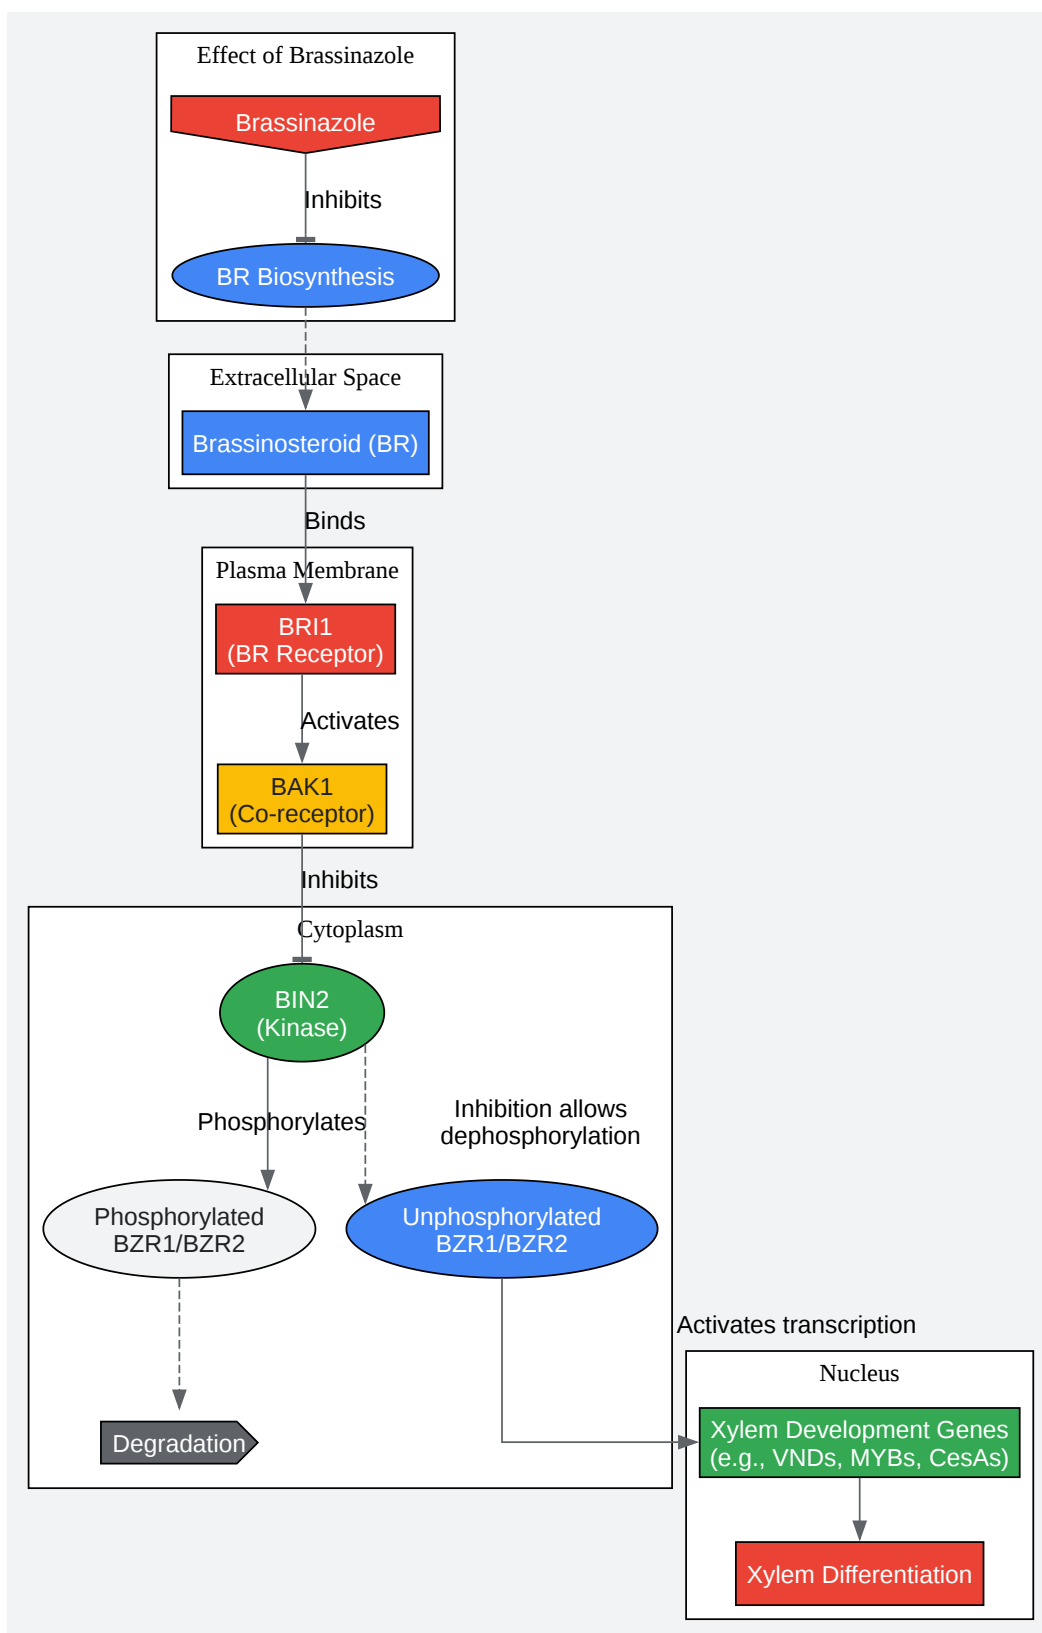 Effect of Brassinazole
Brassinazole
Inhibits
BR Biosynthesis
Extracellular Space
Brassinosteroid (BR)
Binds
Plasma Membrane
BRI1
(BR Receptor)
Activates
BAK1
(Co-receptor)
Inhibits
Cytoplasm
BIN2
(Kinase)
Phosphorylates
Inhibition allows
dephosphorylation
Phosphorylated
BZR1/BZR2
Unphosphorylated
BZR1/BZR2
Degradation
Activates transcription
Nucleus
Xylem Development Genes
(e.g., VNDs, MYBs, CesAs)
Xylem Differentiation